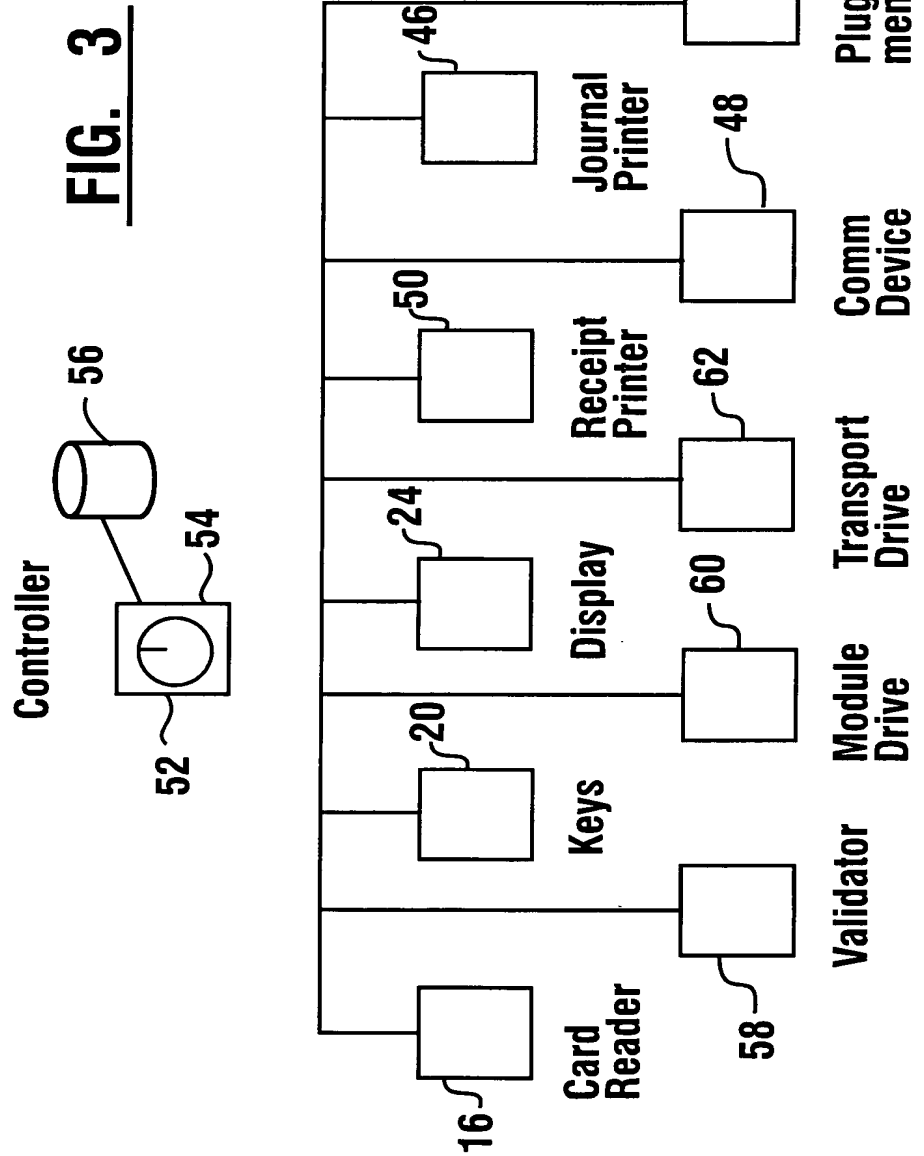 FIG. 3
Controller
56
54
52
46
50
24
20
16
Journal
Printer
Receipt
Printer
Display
Keys
Card
Reader
48
62
60
58
Comm
Device
Transport
Drive
Module
Drive
Validator